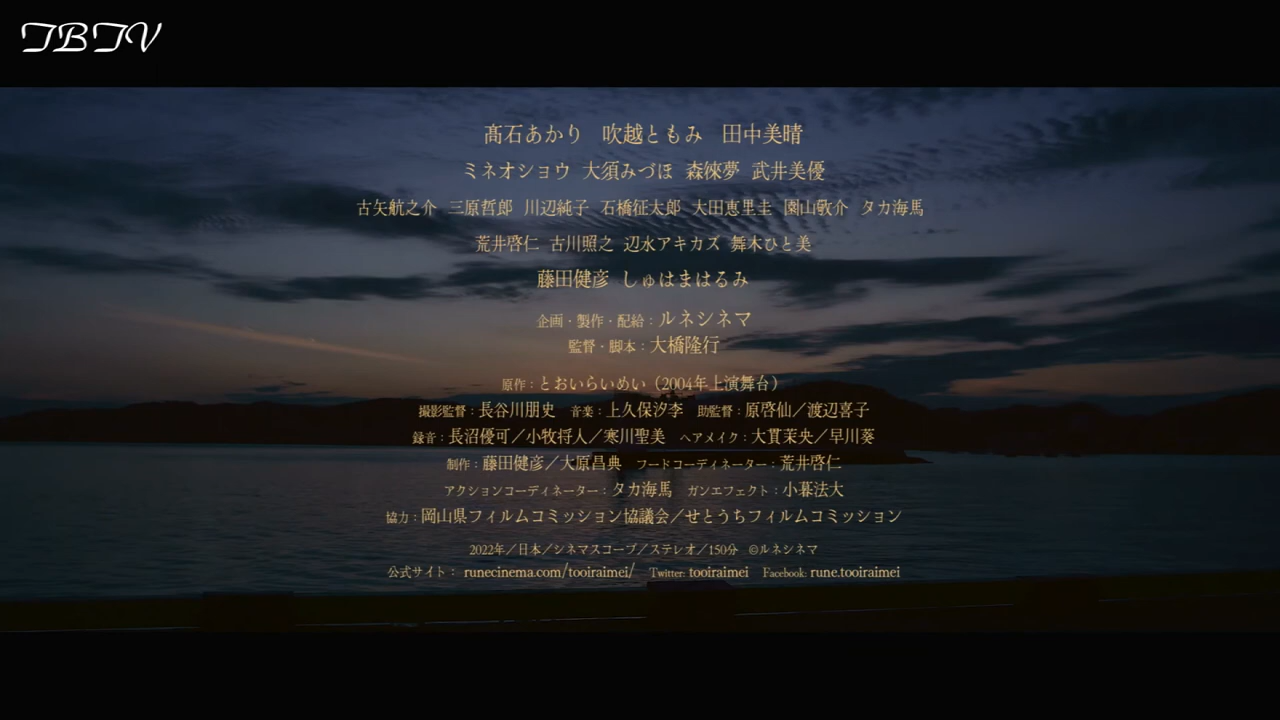 TBTV
髙石あかり 吹越ともみ 田中美晴
ミネオショウ 大須みづほ 森徠夢 武井美優
古矢航之介 三原哲郎 川辺純子 石橋征太郎 大田恵里圭 園山敢介 タカ海馬
荒井啓仁 古川照之 辺水アキカズ 舞木ひと美
藤田健彦 しゅはまはるみ
企画・製作・配給：ルネシネマ
監督・脚本：大橋隆行
原作：とおいらいめい（2004年上演舞台）
撮影監督：長谷川朋史 音楽：上久保汐李 助監督：原啓仙／渡辺喜子
録音：長沼優可／小牧将人／寒川聖美 ヘアメイク：大貫茉央／早川葵
制作：藤田健彦／大原昌典 フードコーディネーター：荒井啓仁
アクションコーディネーター：タカ海馬 ガンエフェクト：小暮法大
協力：岡山県フィルムコミッション協議会／せとうちフィルムコミッション
2022年／日本／シネマスコープ／ステレオ／150分 ©ルネシネマ
公式サイト： runecinema.com/tooiraimei/ Twitter: tooiraimei Facebook: rune.tooiraimei